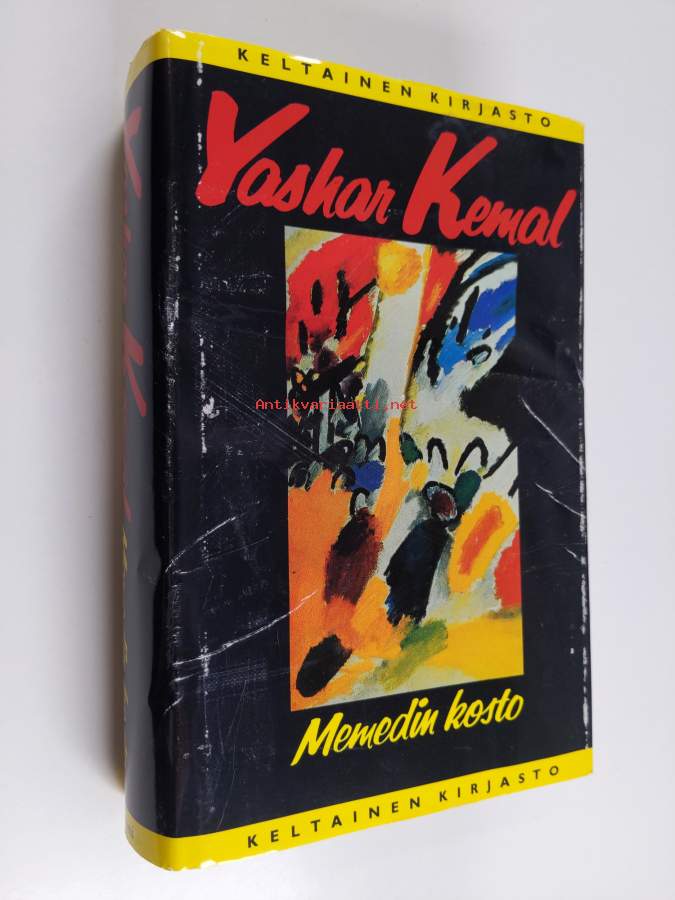 KELTAINEN KIRJASTO
Yashar Kemal
Antikvariaatti.net
Memedin kosto
KELTAINEN KIRJASTO